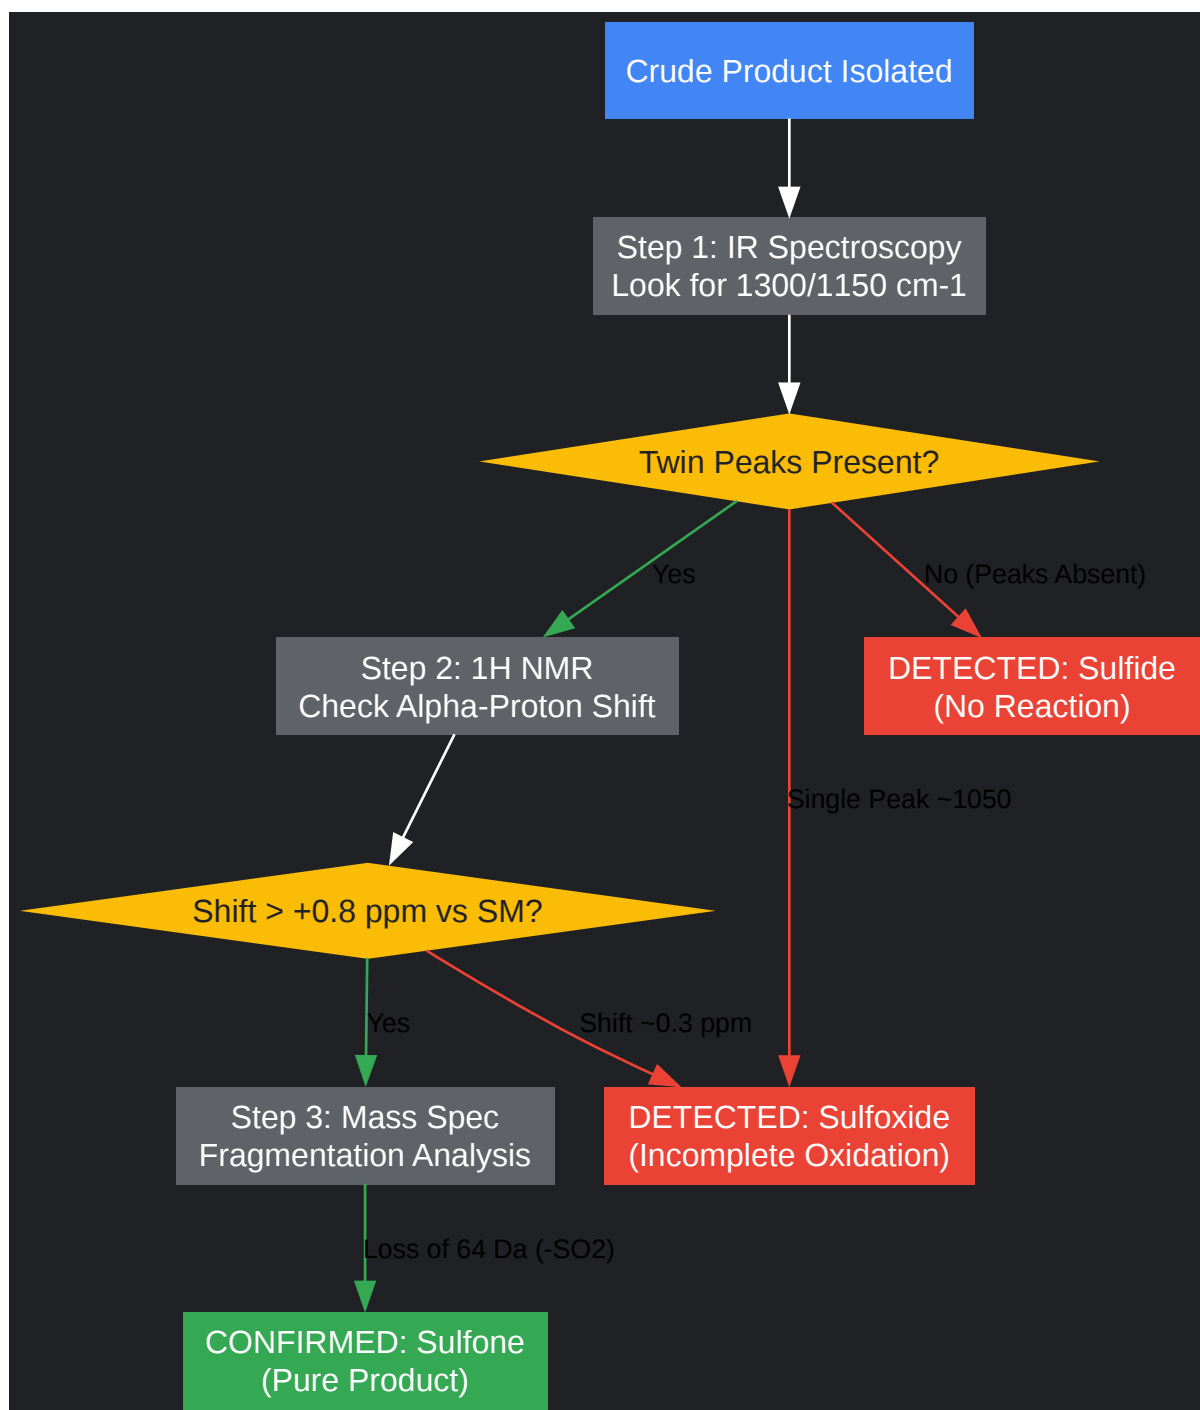 Crude Product Isolated
Step 1: IR Spectroscopy
Look for 1300/1150 cm-1
Twin Peaks Present?
Yes
No (Peaks Absent)
Step 2: 1H NMR
Check Alpha-Proton Shift
DETECTED: Sulfide
(No Reaction)
Single Peak ~1050
Shift > +0.8 ppm vs SM?
Yes
Shift ~0.3 ppm
Step 3: Mass Spec
Fragmentation Analysis
DETECTED: Sulfoxide
(Incomplete Oxidation)
Loss of 64 Da (-SO2)
CONFIRMED: Sulfone
(Pure Product)